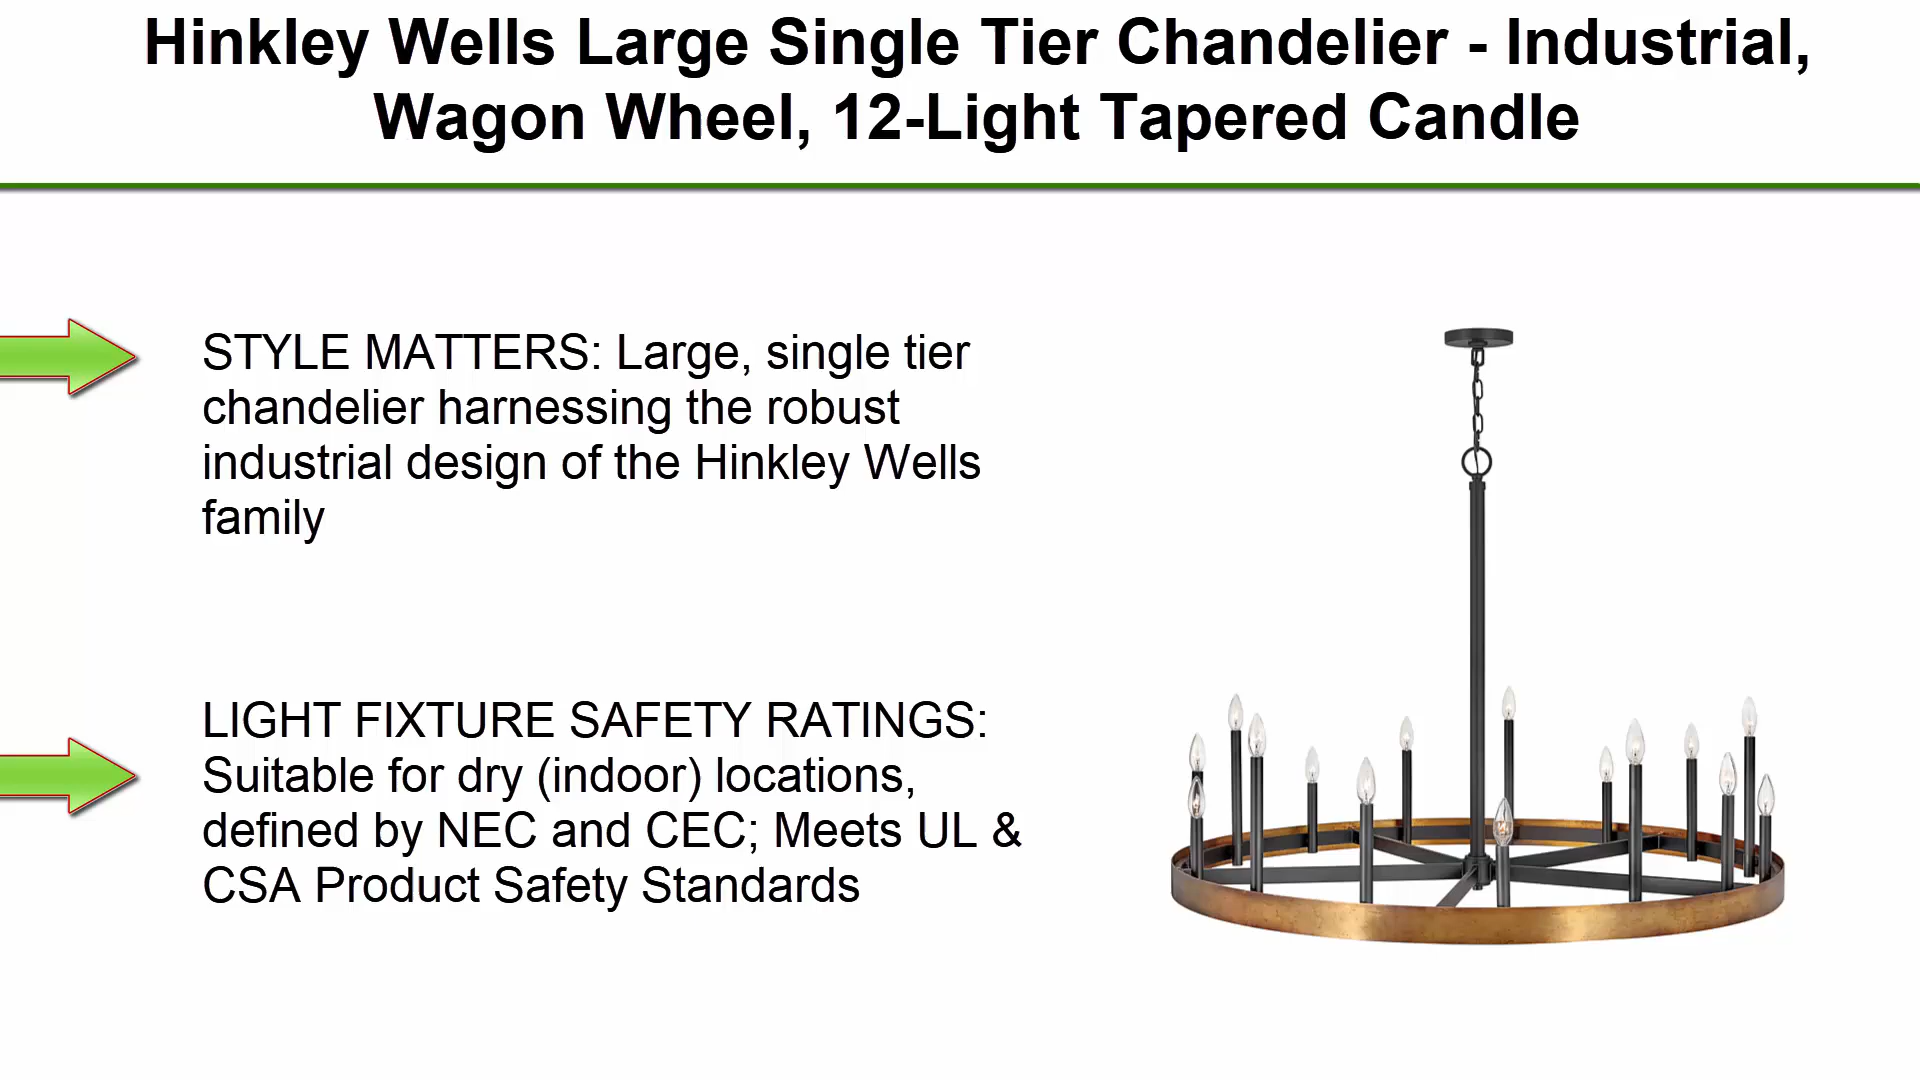 Hinkley Wells Large Single Tier Chandelier - Industrial,
Wagon Wheel, 12-Light Tapered Candle
STYLE MATTERS: Large, single tier
chandelier harnessing the robust
industrial design of the Hinkley Wells
family
LIGHT FIXTURE SAFETY RATINGS:
Suitable for dry (indoor) locations,
defined by NEC and CEC; Meets UL &
CSA Product Safety Standards